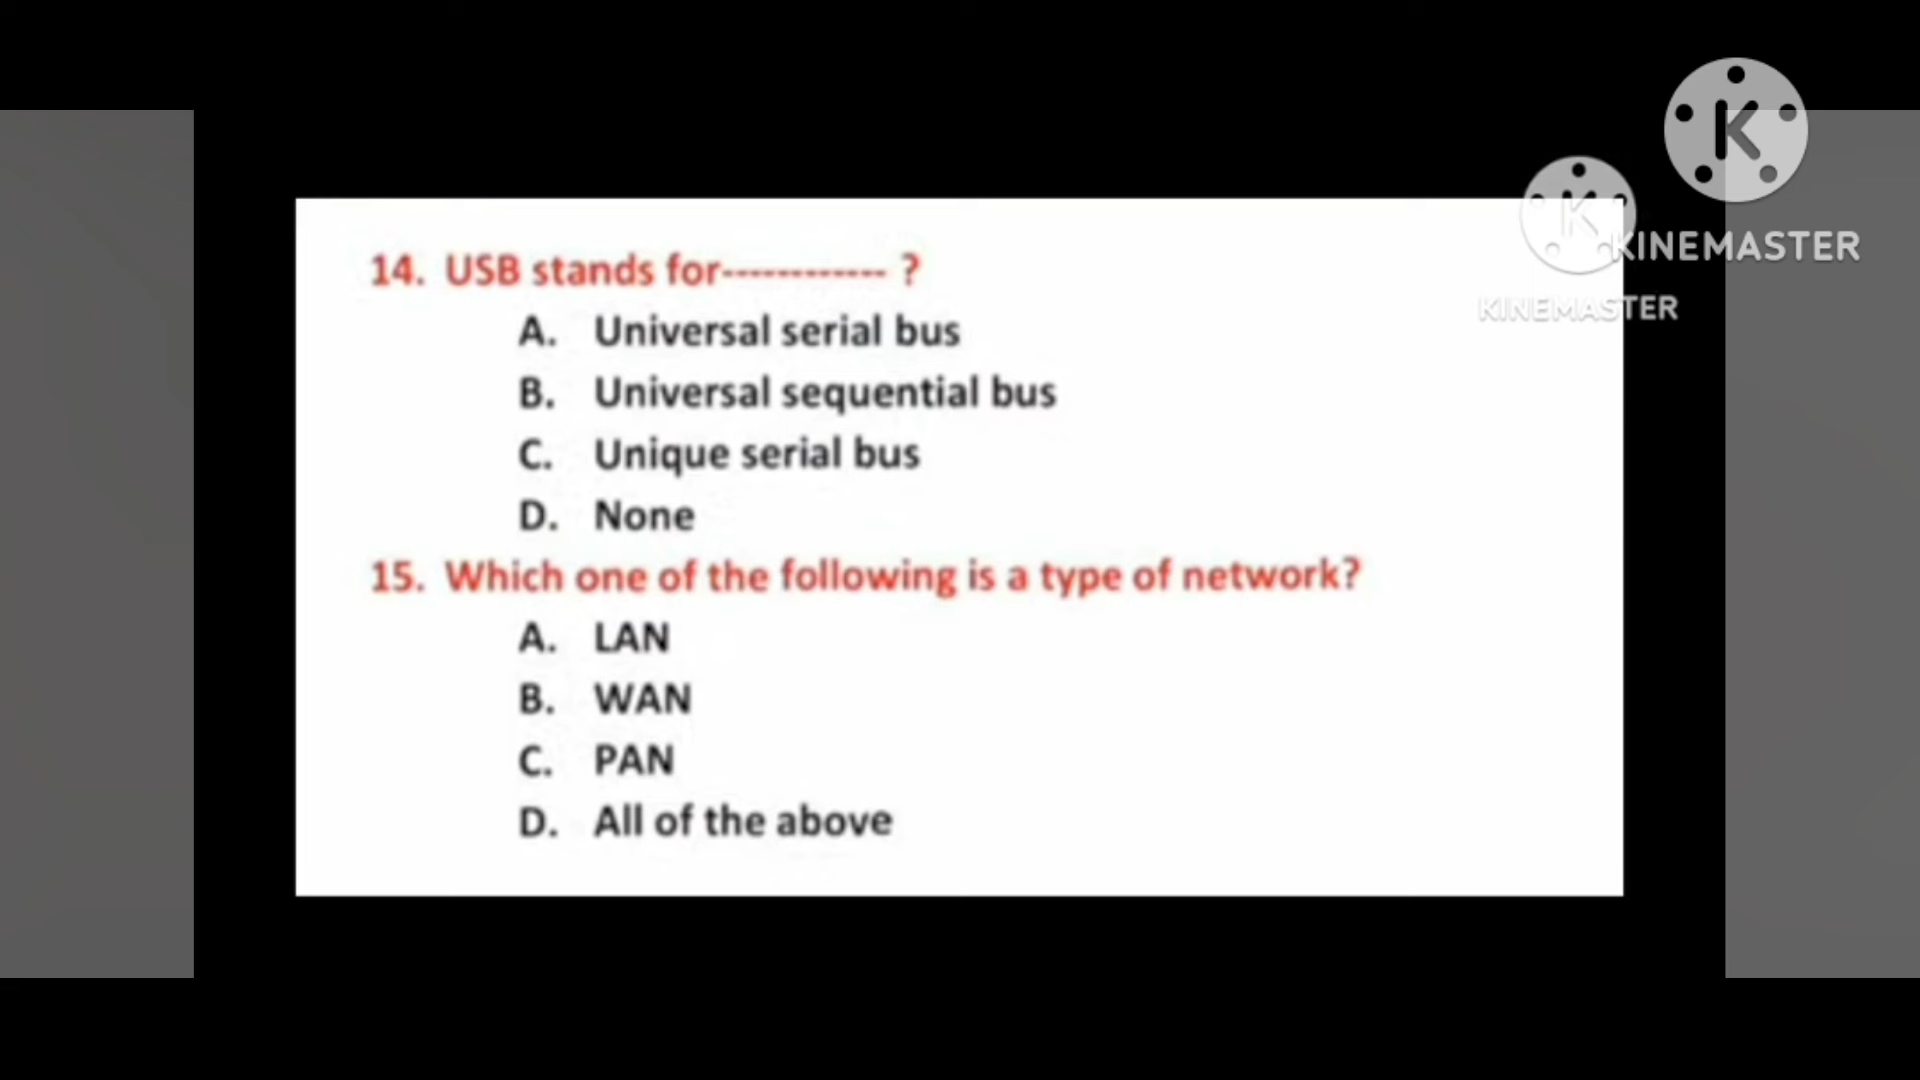 KINEMASTER
KINEMASTER
14. USB stands for------------ ?
A. Universal serial bus
B. Universal sequential bus
C. Unique serial bus
D. None
15. Which one of the following is a type of network?
A. LAN
B. WAN
C. PAN
D. All of the above